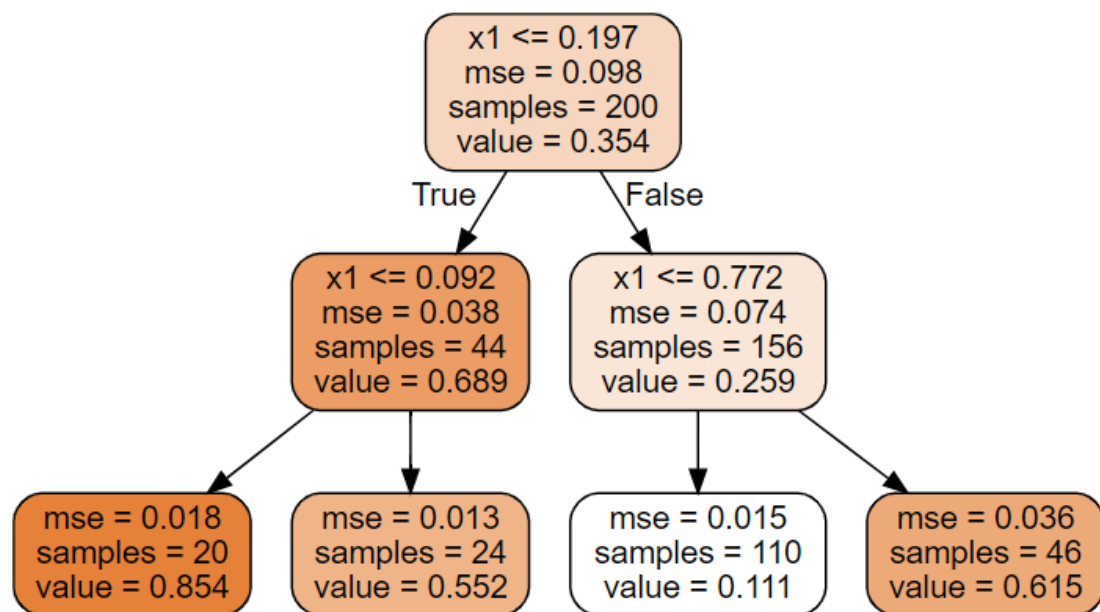 x1 <= 0.197
mse = 0.098
samples = 200
value = 0.354
True
False
x1 <= 0.092
mse = 0.038
samples = 44
value = 0.689
x1 <= 0.772
mse = 0.074
samples = 156
value = 0.259
mse = 0.018
samples = 20
value = 0.854
mse = 0.013
samples = 24
value = 0.552
mse = 0.015
samples = 110
value = 0.111
mse = 0.036
samples = 46
value = 0.615